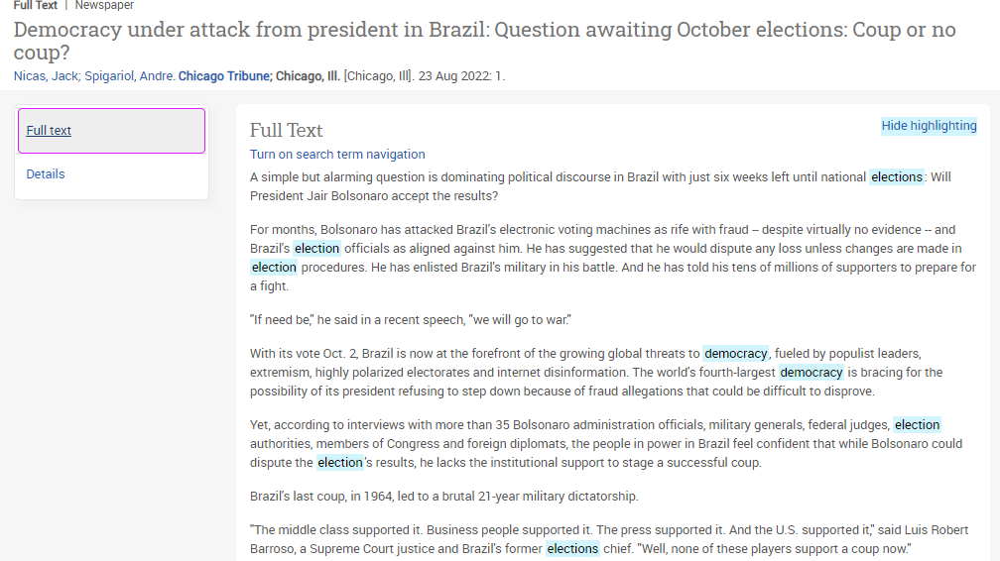 Full Text | Newspaper
Democracy under attack from president in Brazil: Question awaiting October elections: Coup or no
coup?
Nicas, Jack; Spigariol, Andre. Chicago Tribune; Chicago, Ill. [Chicago, Ill]. 23 Aug 2022: 1.
Full text
Details
Full Text
Hide highlighting
Turn on search term navigation
A simple but alarming question is dominating political discourse in Brazil with just six weeks left until national elections: Will
President Jair Bolsonaro accept the results?
For months, Bolsonaro has attacked Brazil's electronic voting machines as rife with fraud -- despite virtually no evidence -- and
Brazil's election officials as aligned against him. He has suggested that he would dispute any loss unless changes are made in
election procedures. He has enlisted Brazil's military in his battle. And he has told his tens of millions of supporters to prepare for
a fight.
"If need be," he said in a recent speech, "we will go to war."
With its vote Oct. 2, Brazil is now at the forefront of the growing global threats to democracy, fueled by populist leaders,
extremism, highly polarized electorates and internet disinformation. The world's fourth-largest democracy is bracing for the
possibility of its president refusing to step down because of fraud allegations that could be difficult to disprove.
Yet, according to interviews with more than 35 Bolsonaro administration officials, military generals, federal judges, election
authorities, members of Congress and foreign diplomats, the people in power in Brazil feel confident that while Bolsonaro could
dispute the election's results, he lacks the institutional support to stage a successful coup.
Brazil's last coup, in 1964, led to a brutal 21-year military dictatorship.
"The middle class supported it. Business people supported it. The press supported it. And the U.S. supported it," said Luis Robert
Barroso, a Supreme Court justice and Brazil's former elections chief. "Well, none of these players support a coup now."